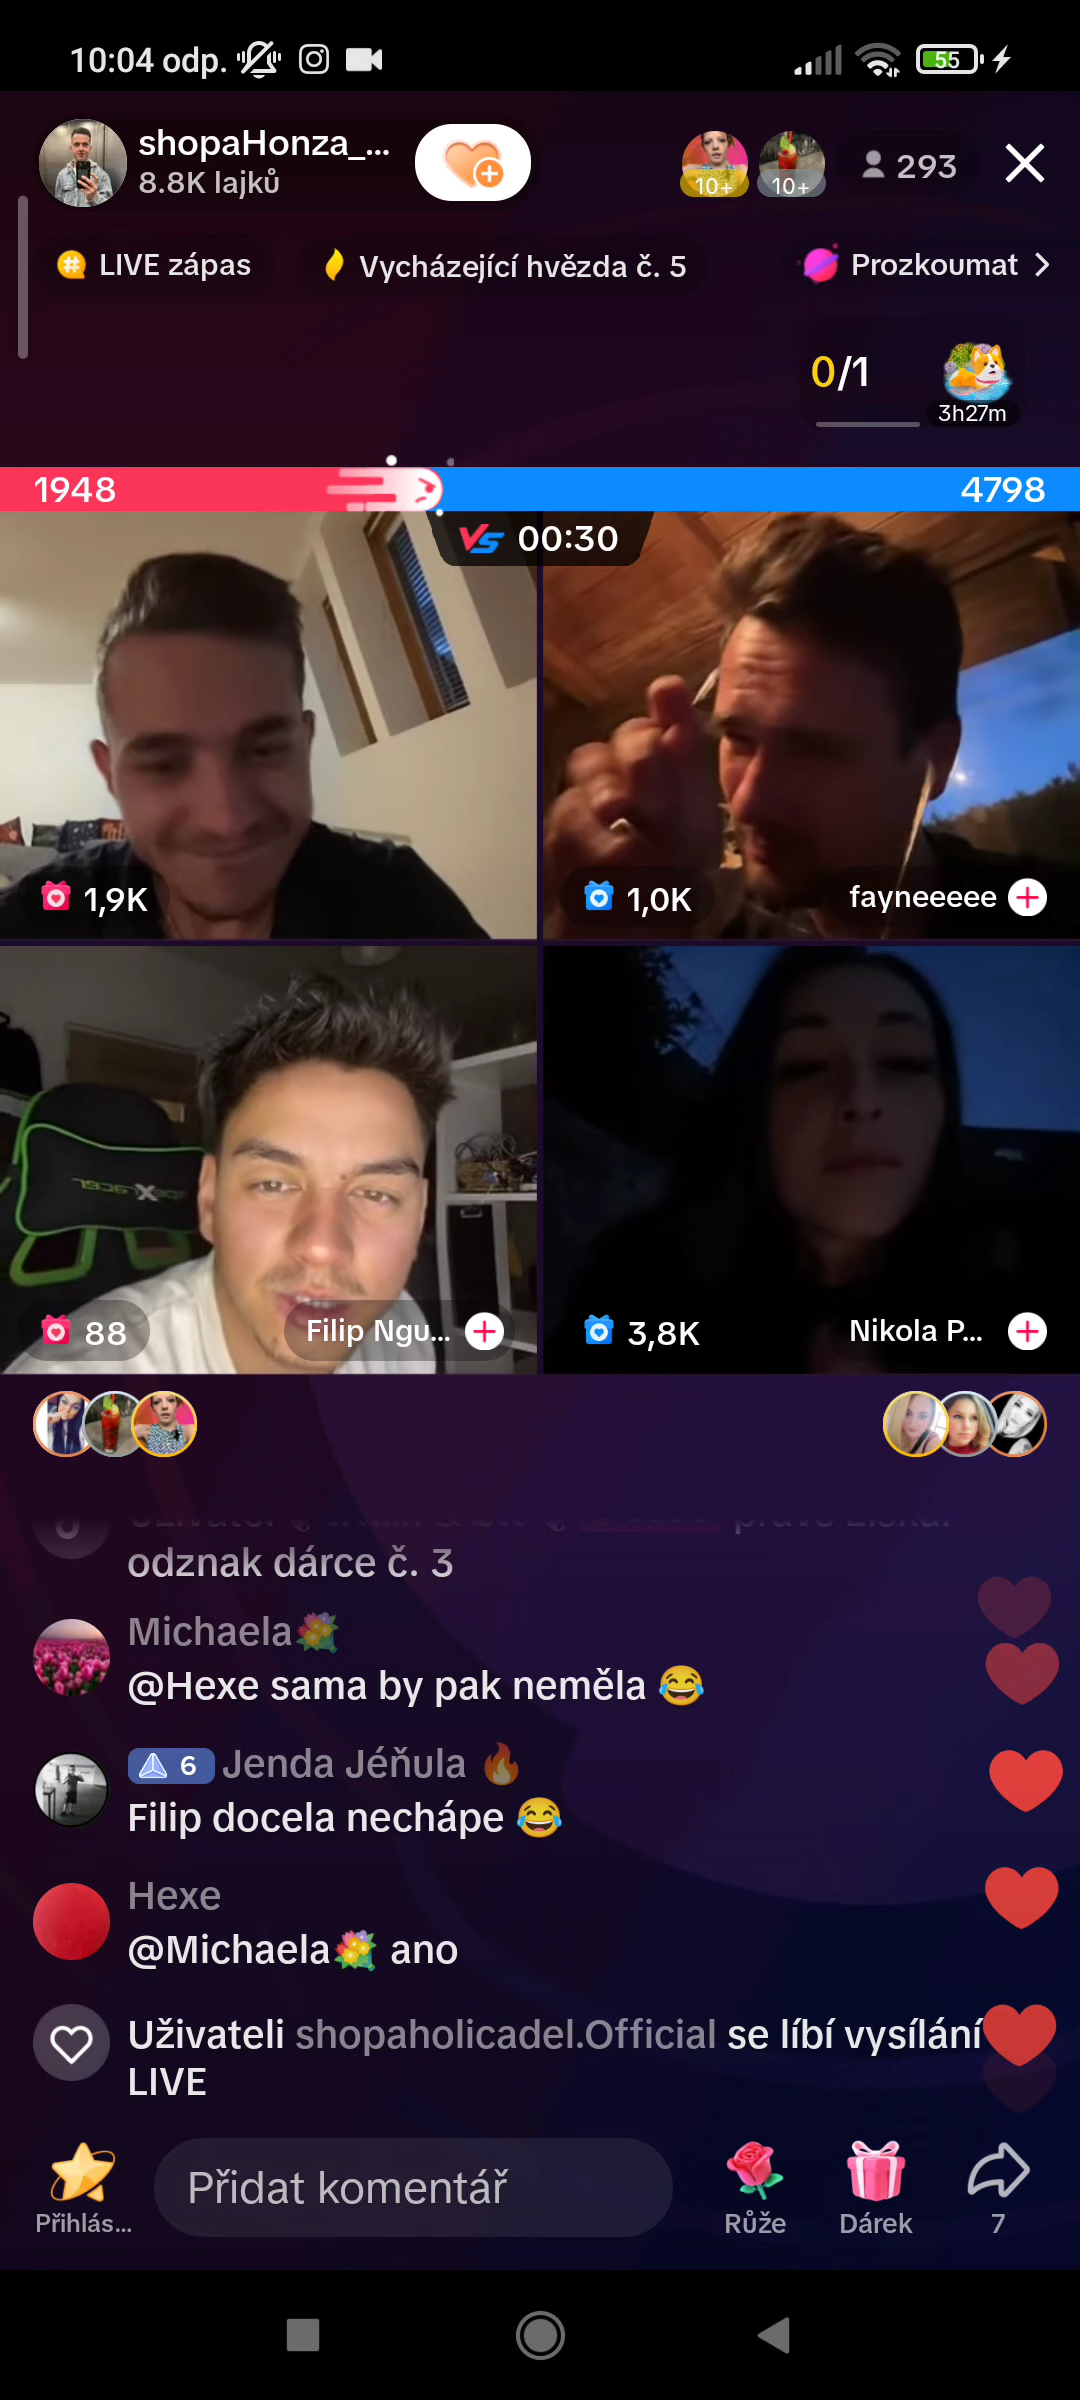 10:04 odp.
55
shopaHonza_...
8.8K lajků
10+
10+
293
LIVE zápas
Vycházející hvězda č. 5
Prozkoumat
0/1
3h27m
1948
4798
VS 00:30
1,9K
1,0K
fayneeeee
88
Filip Ngu...
3,8K
Nikola P...
odznak dárce č. 3
Michaela💐
@Hexe sama by pak neměla 😂
6 Jenda Jéňula 🔥
Filip docela nechápe 😂
Hexe
@Michaela💐 ano
Uživateli shopaholicadel.Official se líbí vysílání
LIVE
Přihlás...
Přidat komentář
Růže
Dárek
7